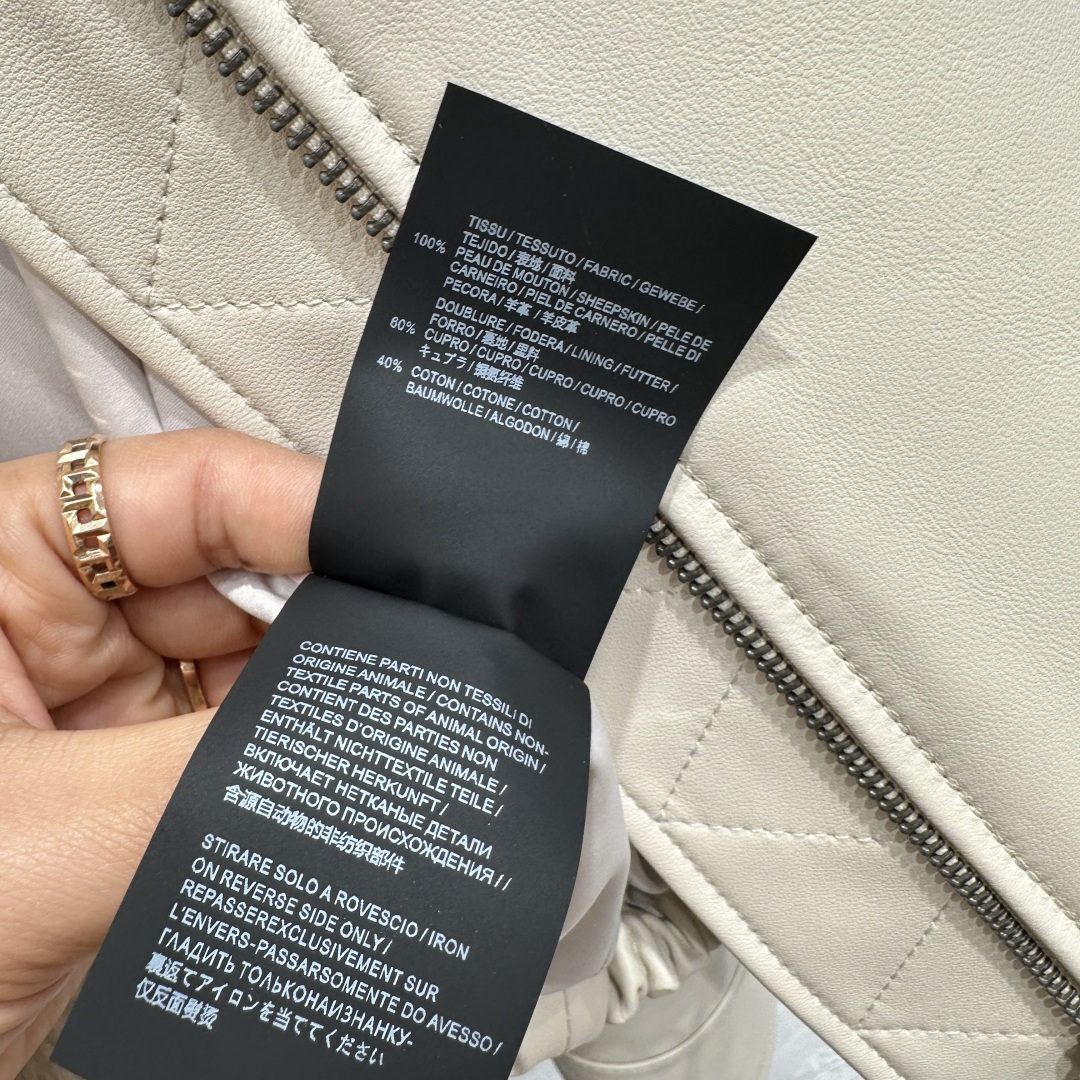 TISSU / TESSUTO / FABRIC / GEWEBE /
100% TEJIDO / 表地 / 面料
PEAU DE MOUTON / SHEEPSKIN / PELE DE
CARNEIRO / PIEL DE CARNERO / PELLE DI
PECORA / 羊革 / 羊皮革
DOUBLURE / FODERA / LINING / FUTTER /
60% FORRO / 裏地 / 里料
CUPRO / CUPRO / CUPRO / CUPRO / CUPRO
キュプラ / 铜氨纤维
40% COTON / COTONE / COTTON /
BAUMWOLLE / ALGODON / 綿 / 棉
CONTIENE PARTI NON TESSILI DI
ORIGINE ANIMALE / CONTAINS NON-
TEXTILE PARTS OF ANIMAL ORIGIN /
CONTIENT DES PARTIES NON
TEXTILES D'ORIGINE ANIMALE /
ENTHÄLT NICHTTEXTILE TEILE /
TIERISCHER HERKUNFT /
ВКЛЮЧАЕТ НЕТКАНЫЕ ДЕТАЛИ
ЖИВОТНОГО ПРОИСХОЖДЕНИЯ / /
含源自动物的非纺织部件
STIRARE SOLO A ROVESCIO / IRON
ON REVERSE SIDE ONLY /
REPASSEREXCLUSIVEMENT SUR
L'ENVERS-PASSARSOMENTE DO AVESSO /
ГЛАДИТЬ ТОЛЬКОНАИЗНАНКУ-
裏返てアイロンを当ててください
仅反面熨烫